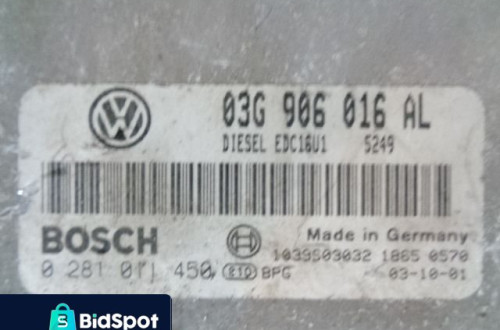 03G 906 016 AL
DIESEL EDC16U1 5249
BOSCH
Made in Germany
1039S03032 1865 0570
0 281 011 450 BPG
03-10-01
S BidSpot